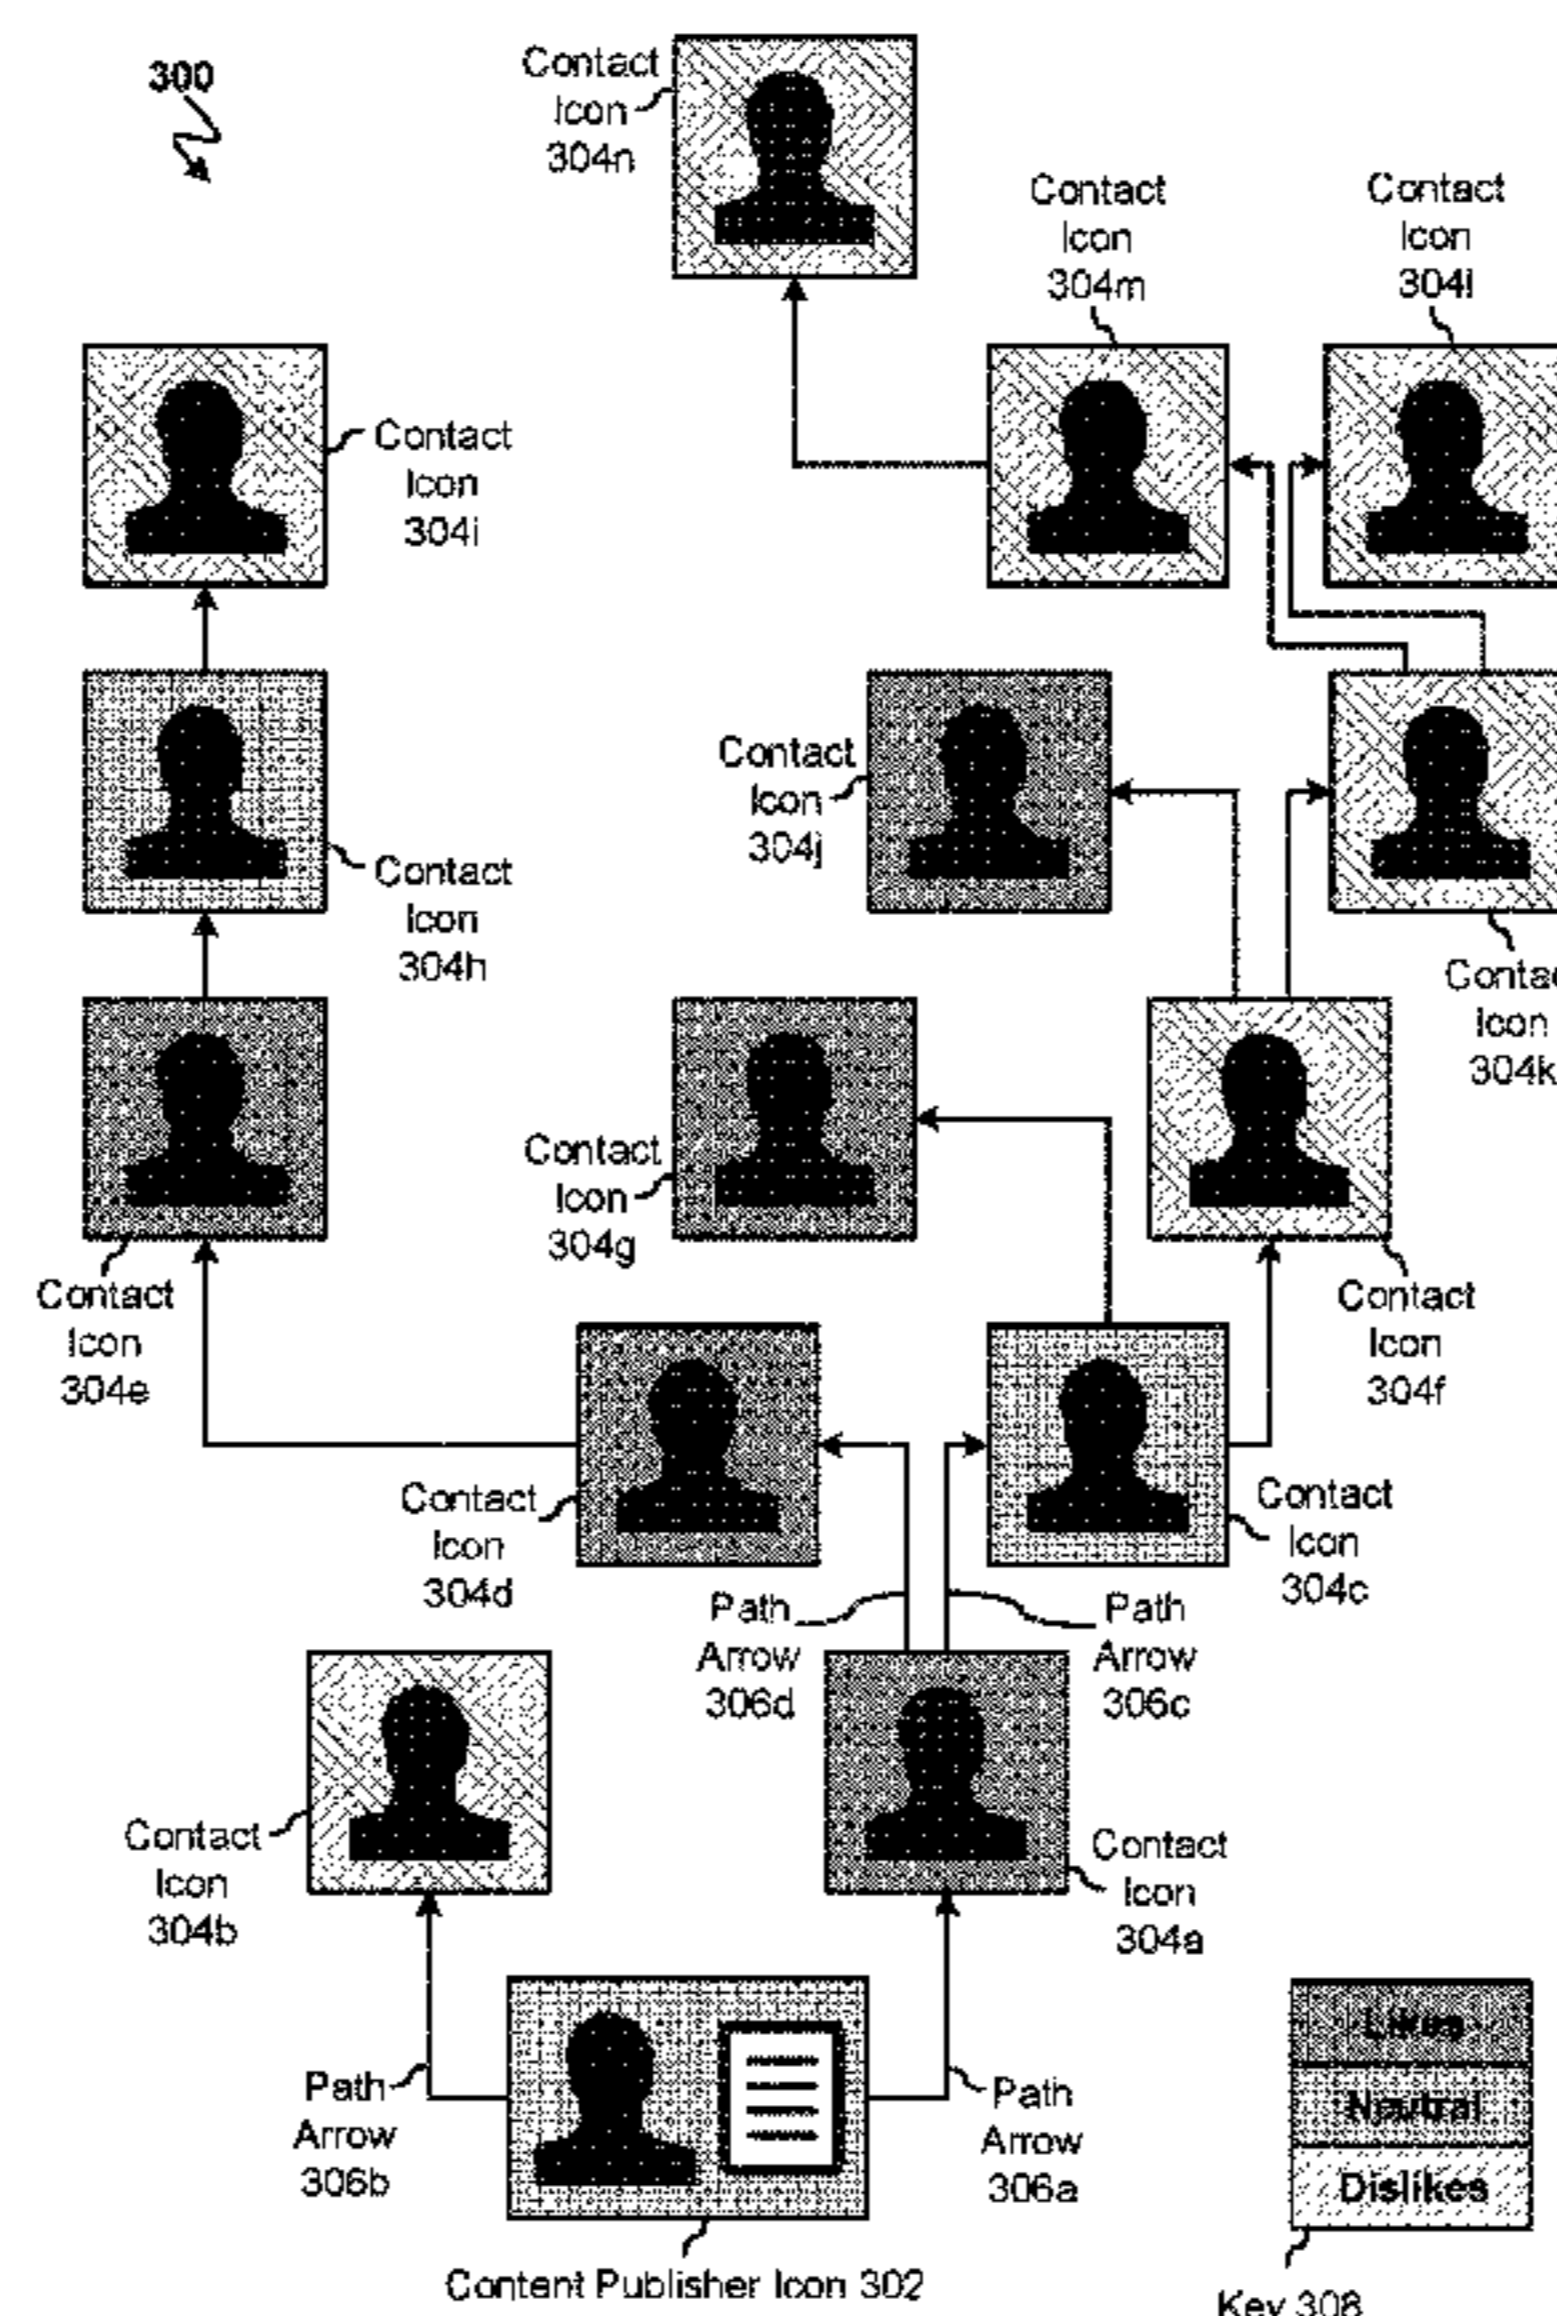 300
Contact
Icon
304n
Contact
Icon
304m
Contact
Icon
304l
Contact
Icon
304i
Contact
Icon
304j
Contact
Icon
304h
Contac
Icon
304k
Contact
Icon
304g
Contact
Icon
304e
Contact
Icon
304f
Contact
Icon
304d
Contact
Icon
304c
Path
Arrow
306d
Path
Arrow
306c
Contact
Icon
304b
Contact
Icon
304a
Path
Arrow
306b
Path
Arrow
306a
Likes
Neutral
Dislikes
Content Publisher Icon 302
Key 308